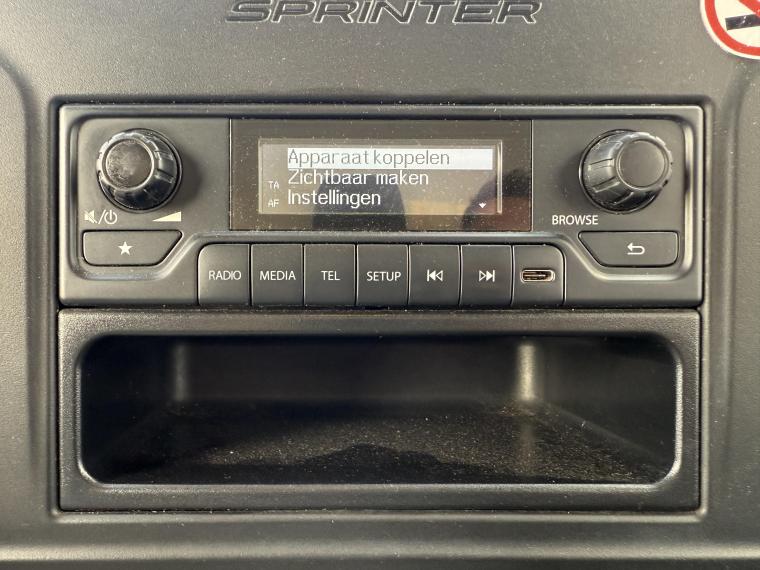 SPRINTER
Apparaat koppelen
TA Zichtbaar maken
AF Instellingen
BROWSE
RADIO MEDIA TEL SETUP